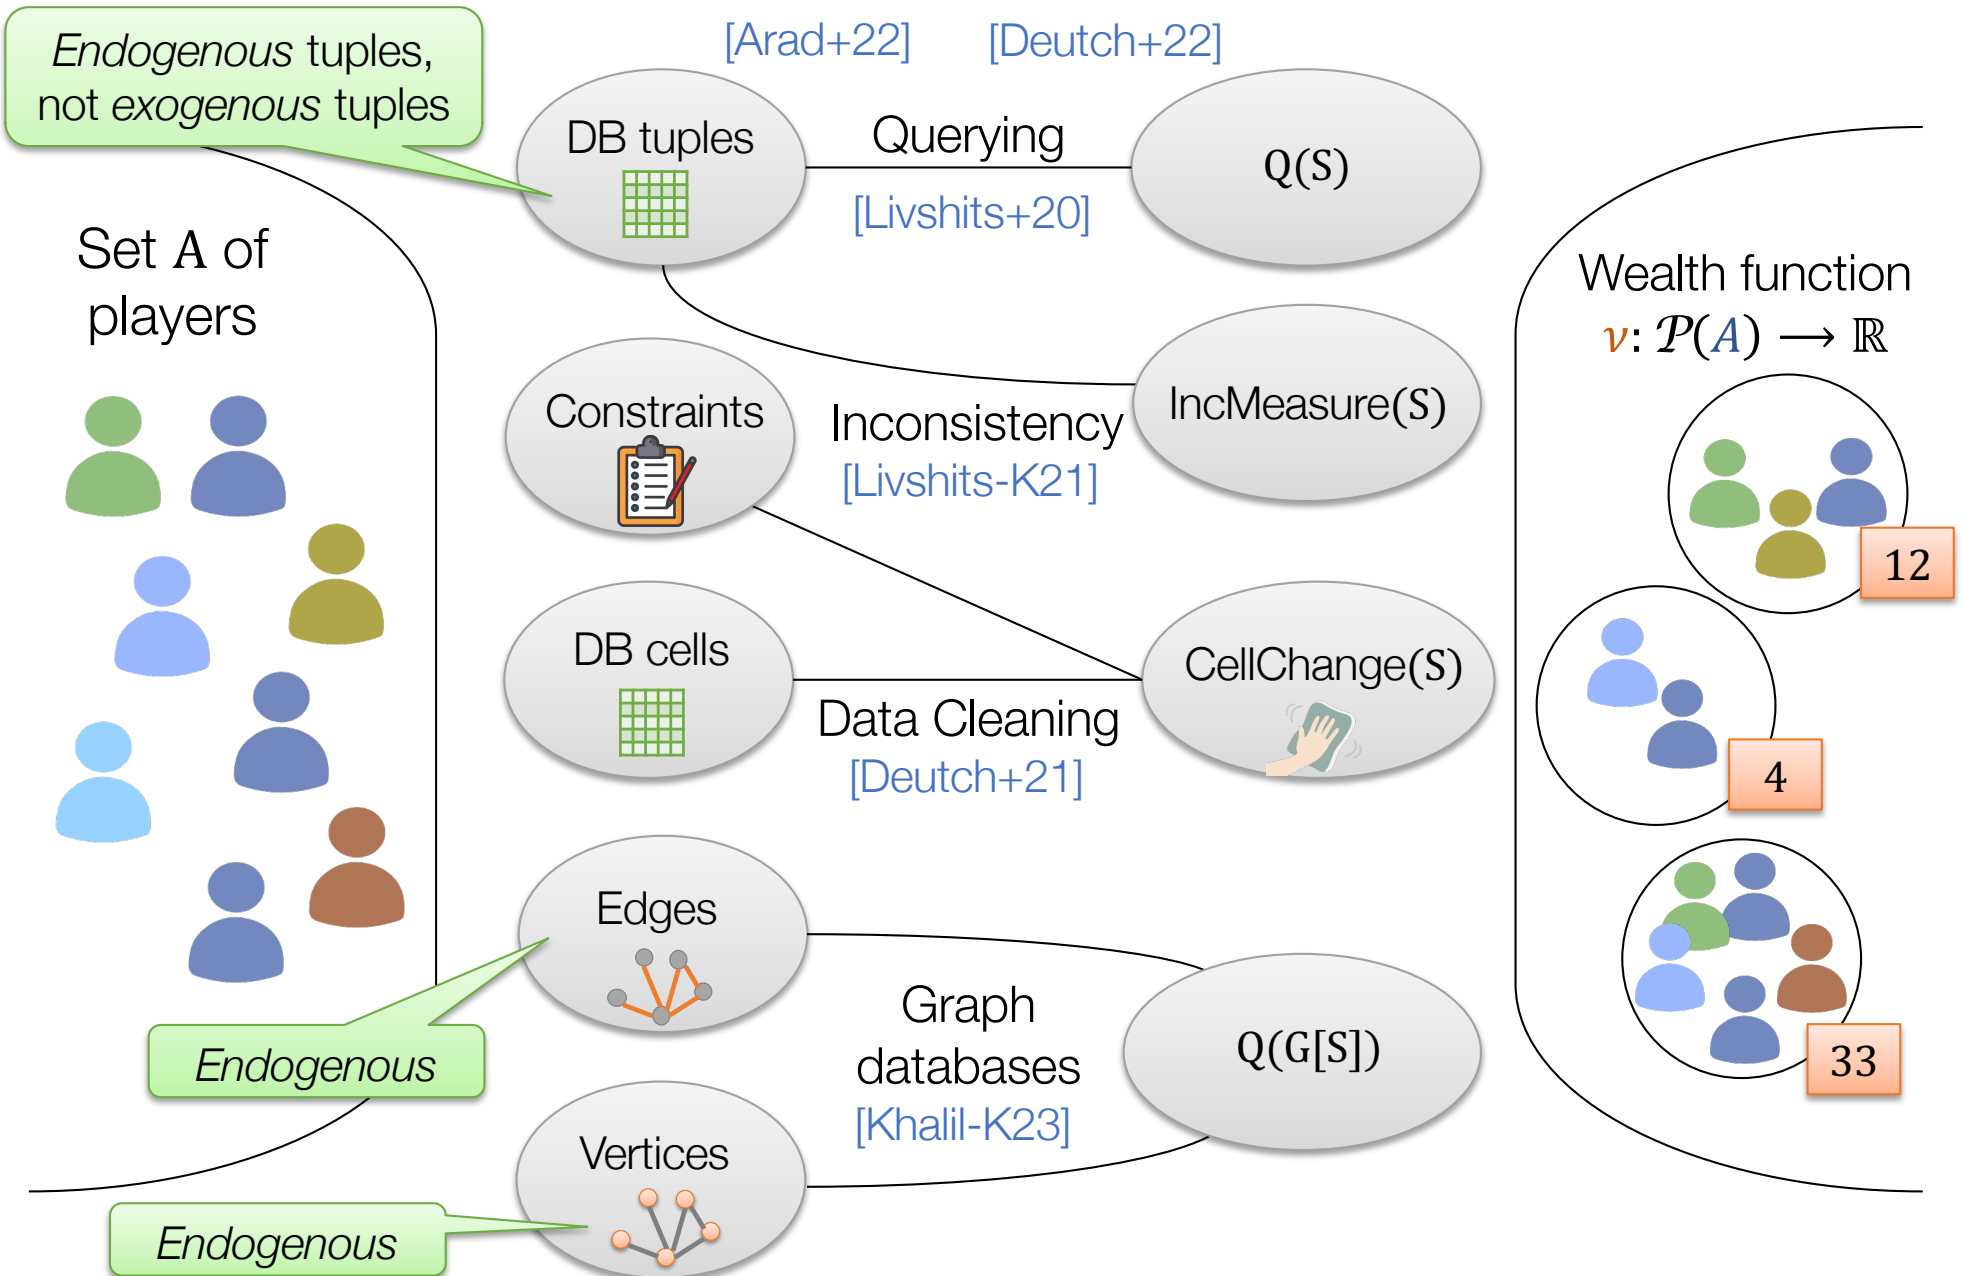 Endogenous tuples,
not exogenous tuples
[Arad+22]
[Deutch+22]
DB tuples
Querying
[Livshits+20]
Q(S)
Set A of
players
Wealth function
ν: 𝒫(A) ⟶ ℝ
Constraints
Inconsistency
[Livshits-K21]
IncMeasure(S)
12
DB cells
Data Cleaning
[Deutch+21]
CellChange(S)
4
Edges
Endogenous
Graph
databases
[Khalil-K23]
Q(G[S])
33
Vertices
Endogenous